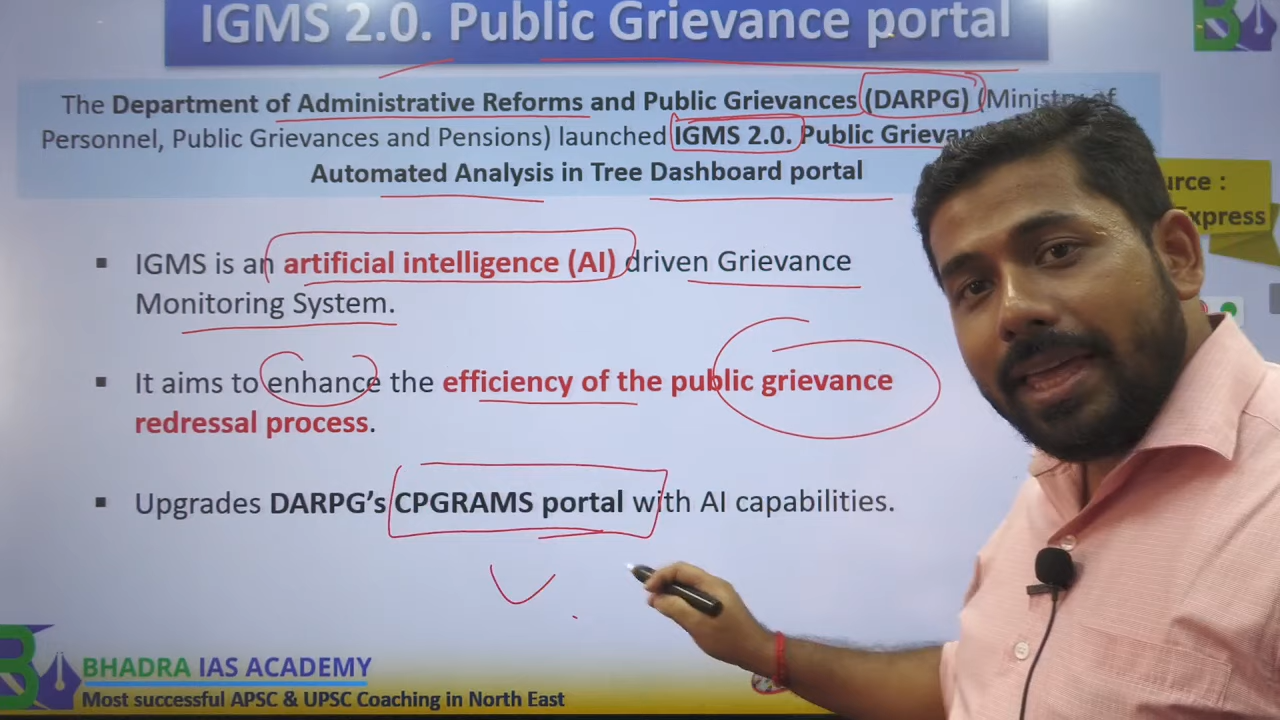 IGMS 2.0. Public Grievance portal
The Department of Administrative Reforms and Public Grievances (DARPG) (Ministry of
Personnel, Public Grievances and Pensions) launched IGMS 2.0. Public Grievan
Automated Analysis in Tree Dashboard portal
urce :
Express
▪ IGMS is an artificial intelligence (AI) driven Grievance
Monitoring System.
▪ It aims to enhance the efficiency of the public grievance
redressal process.
▪ Upgrades DARPG’s CPGRAMS portal with AI capabilities.
BHADRA IAS ACADEMY
Most successful APSC & UPSC Coaching in North East